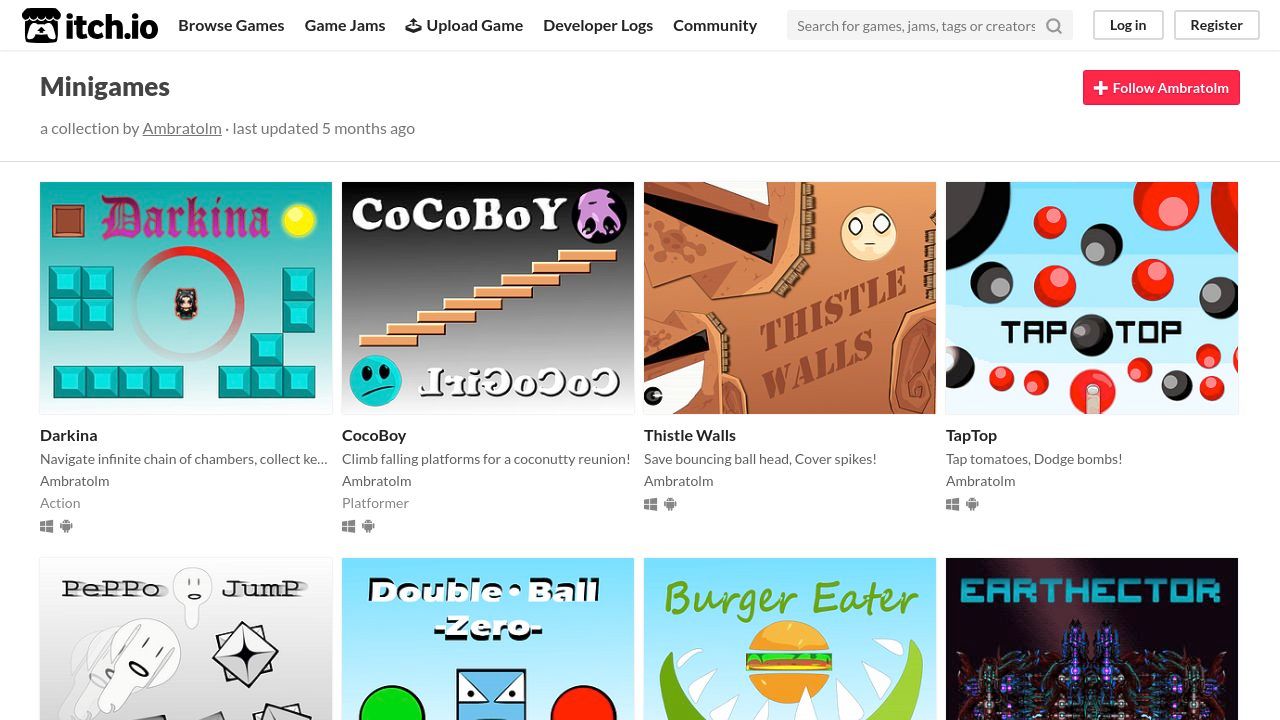 itch.io Browse Games Game Jams Upload Game Developer Logs Community Search for games, jams, tags or creators Log in Register
Minigames
Follow Ambratolm
a collection by Ambratolm · last updated 5 months ago
Darkina
CoCoBoY
CoCoGirL
THISTLE
WALLS
TAP TOP
Darkina
Navigate infinite chain of chambers, collect ke...
Ambratolm
Action
CocoBoy
Climb falling platforms for a coconutty reunion!
Ambratolm
Platformer
Thistle Walls
Save bouncing ball head, Cover spikes!
Ambratolm
TapTop
Tap tomatoes, Dodge bombs!
Ambratolm
PePPo JumP
Double • Ball
-Zero-
Burger Eater
EARTHECTOR